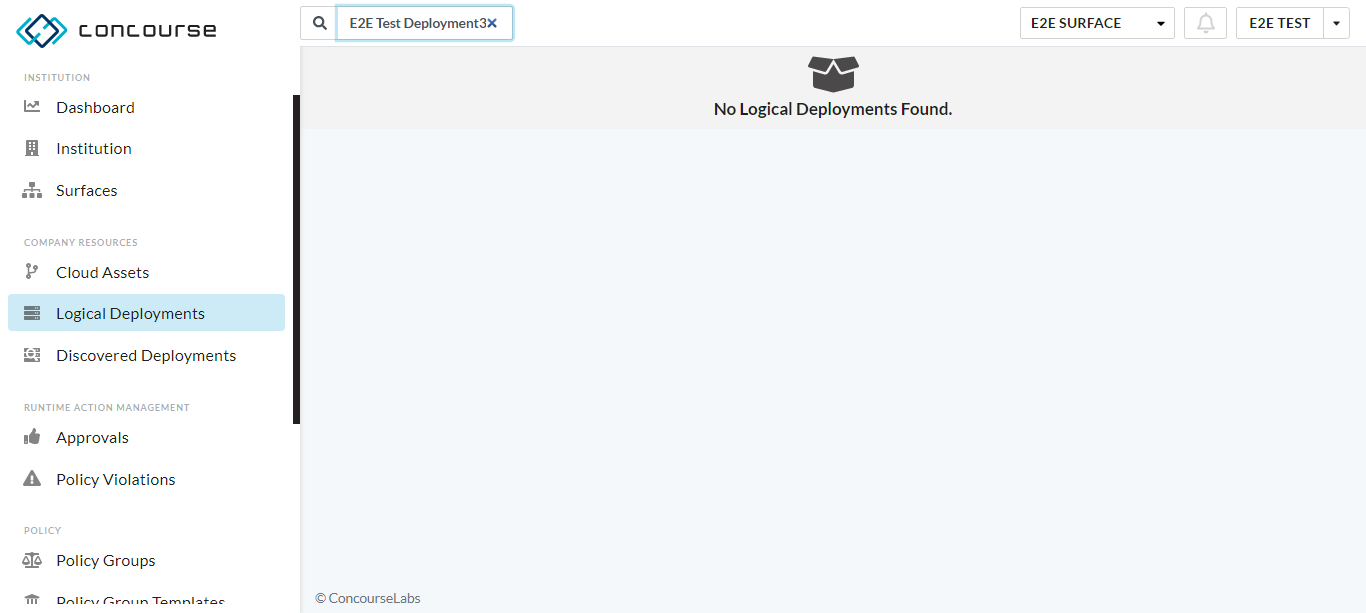 concourse
E2E Test Deployment3
E2E SURFACE
E2E TEST
INSTITUTION
Dashboard
Institution
Surfaces
COMPANY RESOURCES
Cloud Assets
Logical Deployments
Discovered Deployments
RUNTIME ACTION MANAGEMENT
Approvals
Policy Violations
POLICY
Policy Groups
Policy Group Templates
No Logical Deployments Found.
© ConcourseLabs